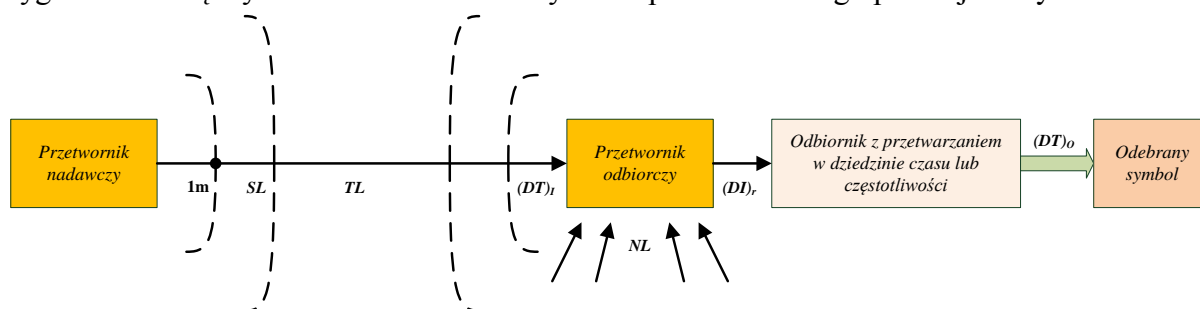 Przetwornik
nadawczy
1m
SL
TL
(DT)I
Przetwornik
odbiorczy
(DI)r
Odbiornik z przetwarzaniem
w dziedzinie czasu lub
częstotliwości
(DT)O
Odebrany
symbol
NL